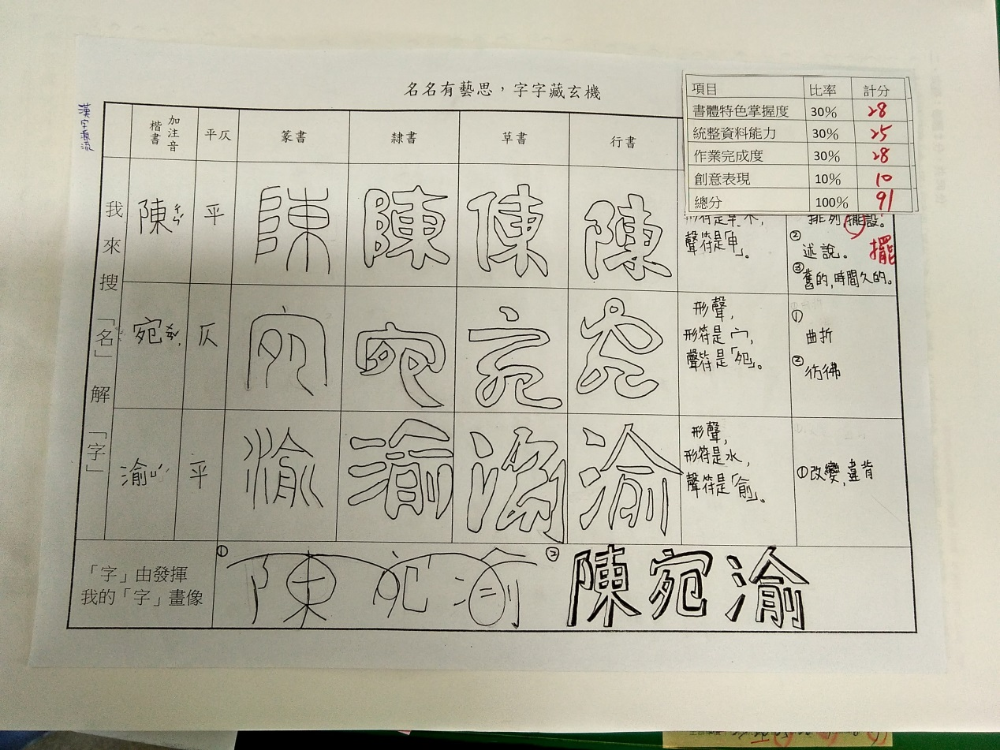 名名有藝思，字字藏玄機
漢字源流
項目 比率 計分
書體特色掌握度 30% 28
統整資料能力 30% 25
作業完成度 30% 28
創意表現 10% 10
總分 100% 91
楷書 加注音 平仄 篆書 隸書 草書 行書
我來搜「名」解「字」
陳 ㄔㄣˊ 平 陳 陳 陳 陳
聲符是「申」。
排列,擺設。
擺
② 述說。
③ 舊的,時間久的。
宛 ㄨㄢˇ 仄 宛 宛 宛 宛
形聲,
形符是宀,
聲符是「夗」。
① 曲折
② 彷彿
渝 ㄩˊ 平 渝 渝 渝 渝
形聲,
形符是水,
聲符是「俞」。
①改變,違背
「字」由發揮
我的「字」畫像
① 陳宛渝 ② 陳宛渝